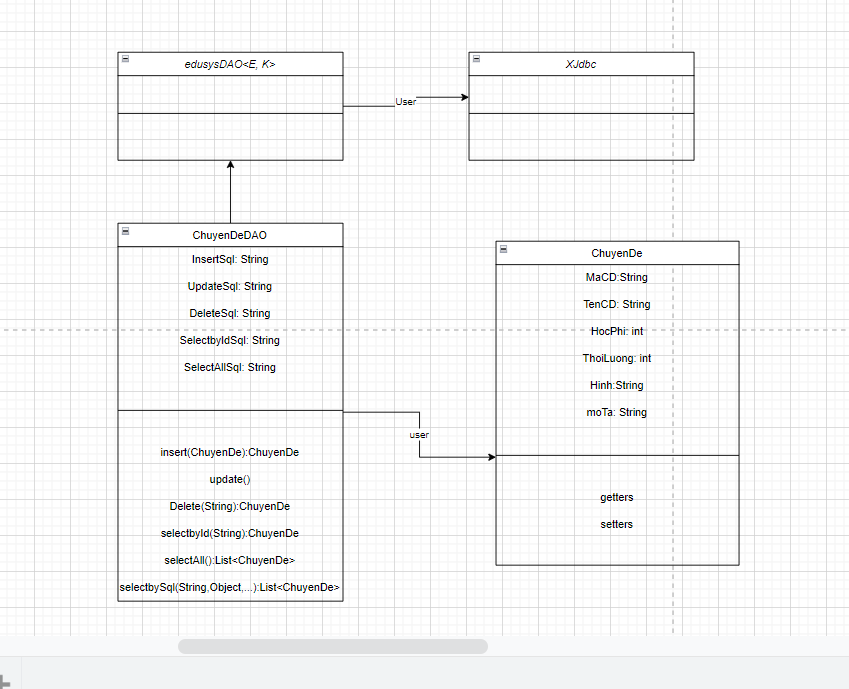 edusysDAO<E, K>
XJdbc
User
ChuyenDeDAO
InsertSql: String
UpdateSql: String
DeleteSql: String
SelectbyIdSql: String
SelectAllSql: String
insert(ChuyenDe):ChuyenDe
update()
Delete(String):ChuyenDe
selectbyId(String):ChuyenDe
selectAll():List<ChuyenDe>
selectbySql(String,Object,...):List<ChuyenDe>
user
ChuyenDe
MaCD:String
TenCD: String
HocPhi: int
ThoiLuong: int
Hinh:String
moTa: String
getters
setters